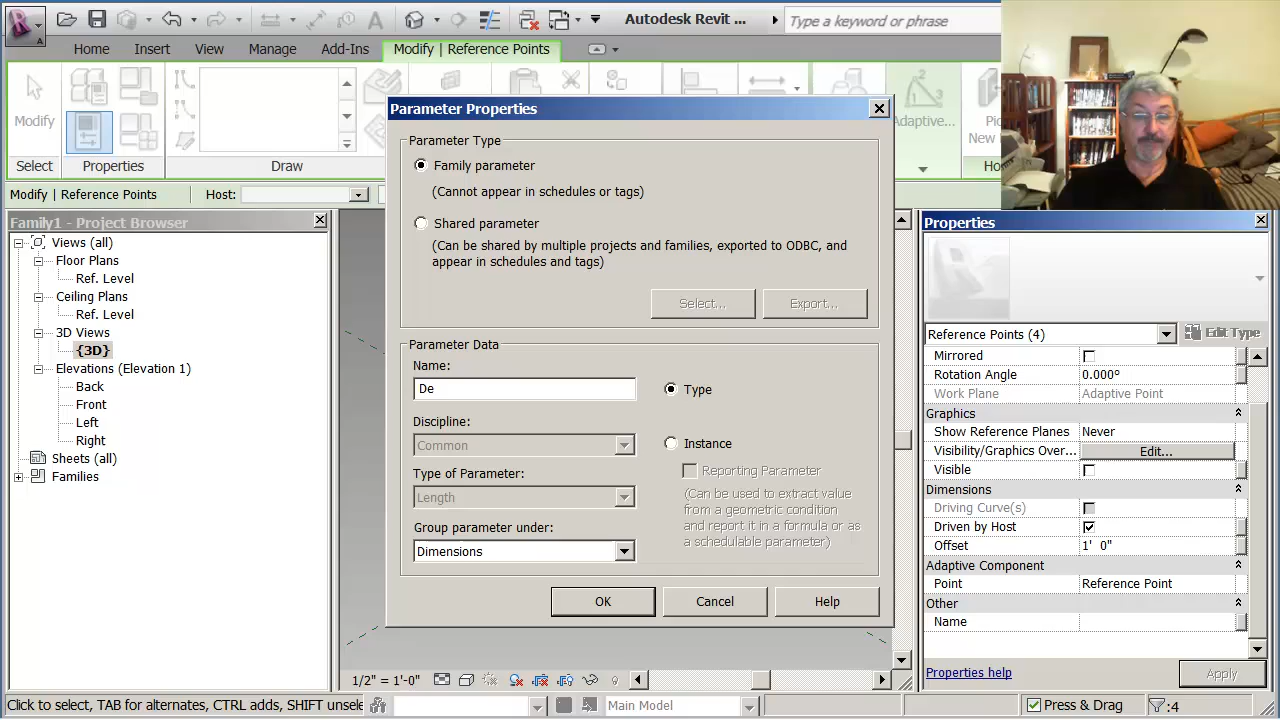 Autodesk Revit ...
Type a keyword or phrase
Home
Insert
View
Manage
Add-Ins
Modify | Reference Points
Modify
Adaptive...
New
Select
Properties
Draw
Modify | Reference Points
Host:
Parameter Properties
Parameter Type
Family parameter
(Cannot appear in schedules or tags)
Shared parameter
(Can be shared by multiple projects and families, exported to ODBC, and
appear in schedules and tags)
Select...
Export...
Parameter Data
Name:
De
Type
Discipline:
Common
Instance
Reporting Parameter
Type of Parameter:
Length
(Can be used to extract value
from a geometric condition
and report it in a formula or as
a schedulable parameter)
Group parameter under:
Dimensions
OK
Cancel
Help
Family1 - Project Browser
Views (all)
Floor Plans
Ref. Level
Ceiling Plans
Ref. Level
3D Views
{3D}
Elevations (Elevation 1)
Back
Front
Left
Right
Sheets (all)
Families
Properties
Reference Points (4)
Edit Type
Mirrored
Rotation Angle 0.000°
Work Plane Adaptive Point
Graphics
Show Reference Planes Never
Visibility/Graphics Over... Edit...
Visible
Dimensions
Driving Curve(s)
Driven by Host
Offset 1' 0"
Adaptive Component
Point Reference Point
Other
Name
Properties help
Apply
1/2" = 1'-0"
Click to select, TAB for alternates, CTRL adds, SHIFT unsele
Main Model
Press & Drag
:4